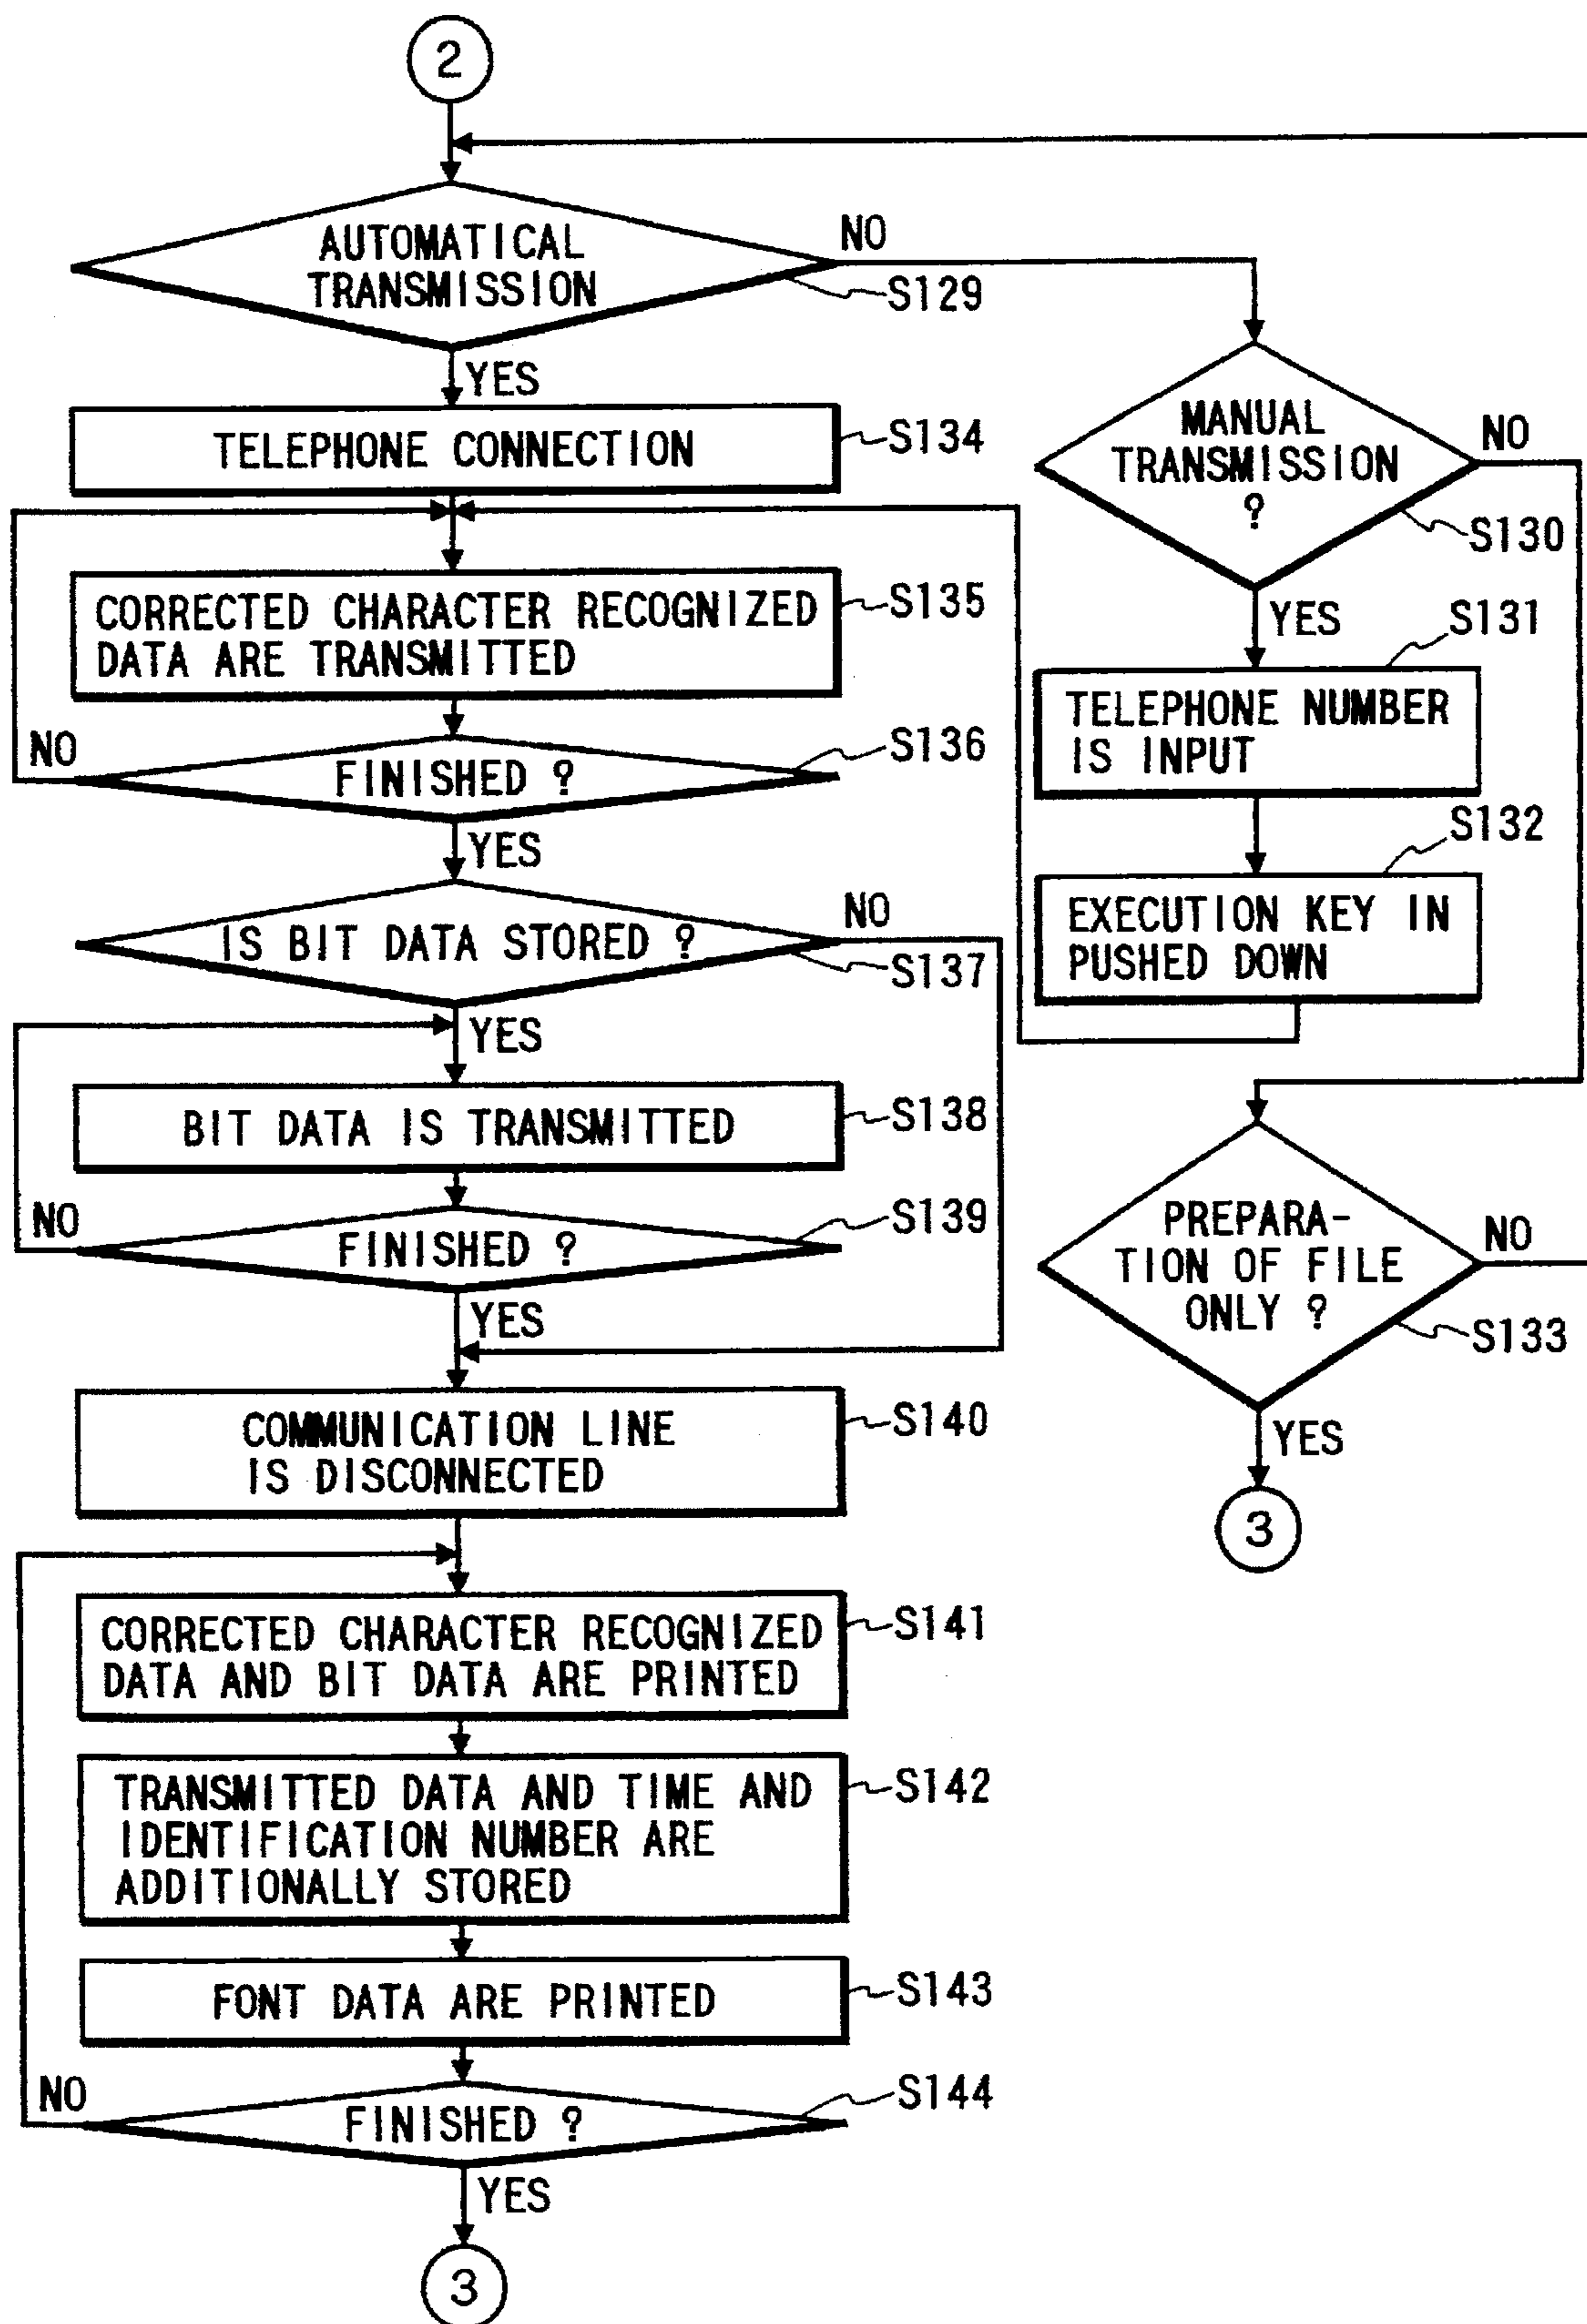 2
AUTOMATICAL
TRANSMISSION
NO
S129
YES
TELEPHONE CONNECTION
S134
MANUAL
TRANSMISSION
?
NO
S130
YES
CORRECTED CHARACTER RECOGNIZED
DATA ARE TRANSMITTED
S135
S131
TELEPHONE NUMBER
IS INPUT
NO
FINISHED ?
S136
YES
S132
EXECUTION KEY IN
PUSHED DOWN
IS BIT DATA STORED ?
NO
S137
YES
BIT DATA IS TRANSMITTED
S138
NO
FINISHED ?
S139
YES
PREPARA-
TION OF FILE
ONLY ?
NO
S133
YES
3
COMMUNICATION LINE
IS DISCONNECTED
S140
CORRECTED CHARACTER RECOGNIZED
DATA AND BIT DATA ARE PRINTED
S141
TRANSMITTED DATA AND TIME AND
IDENTIFICATION NUMBER ARE
ADDITIONALLY STORED
S142
FONT DATA ARE PRINTED
S143
NO
FINISHED ?
S144
YES
3